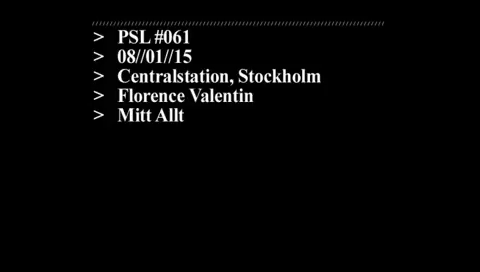 > PSL #061
> 08//01//15
> Centralstation, Stockholm
> Florence Valentin
> Mitt Allt